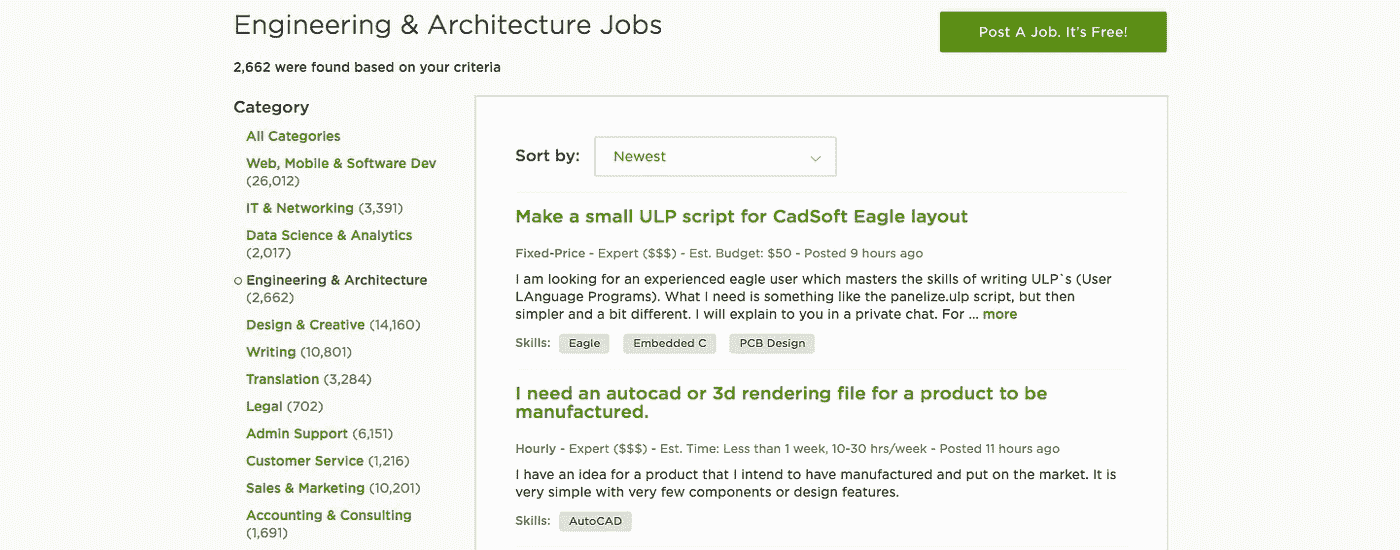 Engineering & Architecture Jobs
Post A Job. It's Free!
2,662 were found based on your criteria
Category
All Categories
Web, Mobile & Software Dev
(26,012)
IT & Networking (3,391)
Data Science & Analytics
(2,017)
Engineering & Architecture
(2,662)
Design & Creative (14,160)
Writing (10,801)
Translation (3,284)
Legal (702)
Admin Support (6,151)
Customer Service (1,216)
Sales & Marketing (10,201)
Accounting & Consulting
(1,691)
Sort by: Newest
Make a small ULP script for CadSoft Eagle layout
Fixed-Price - Expert ($$$) - Est. Budget: $50 - Posted 9 hours ago
I am looking for an experienced eagle user which masters the skills of writing ULP`s (User
LAnguage Programs). What I need is something like the panelize.ulp script, but then
simpler and a bit different. I will explain to you in a private chat. For ... more
Skills: Eagle Embedded C PCB Design
I need an autocad or 3d rendering file for a product to be
manufactured.
Hourly - Expert ($$$) - Est. Time: Less than 1 week, 10-30 hrs/week - Posted 11 hours ago
I have an idea for a product that I intend to have manufactured and put on the market. It is
very simple with very few components or design features.
Skills: AutoCAD